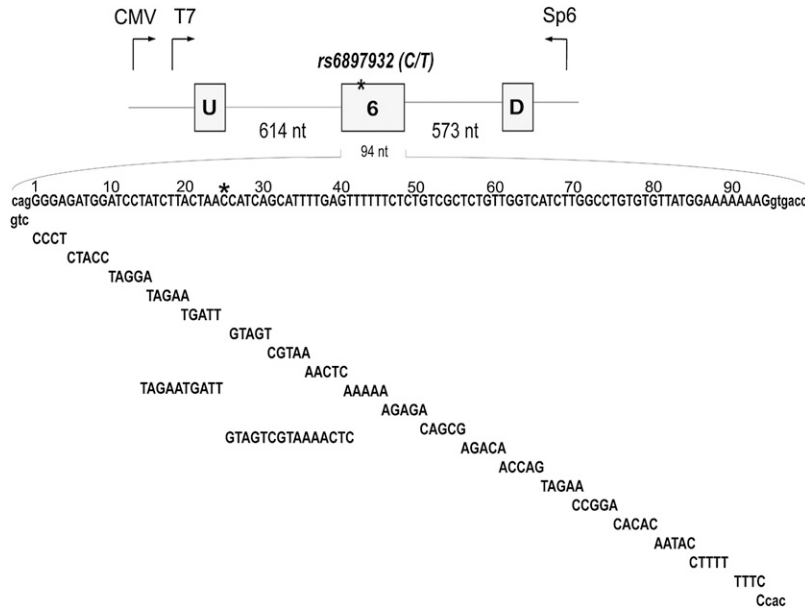 CMV T7 Sp6
rs6897932 (C/T)
*
U 6 D
614 nt 573 nt
94 nt
1 10 20 * 30 40 50 60 70 80 90
cagGGGAGATGGATCCTATCTTACTAACCATCAGCATTTTGAGTTTTTTCTCTGTCGCTCTGTTGGTCATCTTGGCCTGTGTGTTATGGAAAAAAAGgtgacc
gtc
CCCT
CTACC
TAGGA
TAGAA
TGATT
GTAGT
CGTAA
AACTC
TAGAATGATT
AAAAA
AGAGA
CAGCG
GTAGTCGTAAAACTC
AGACA
ACCAG
TAGAA
CCGGA
CACAC
AATAC
CTTTT
TTTC
Ccac